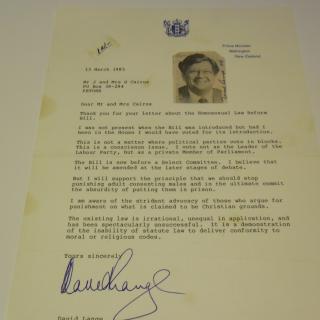 Prime Minister
Wellington
New Zealand
13 March 1985
Mr J and Mrs G Cairns
PO Box 30-284
PETONE
Dear Mr and Mrs Cairns
Thank you for your letter about the Homosexual Law Reform
Bill.
I was not present when the Bill was introduced but had I
been in the House I would have voted for its introduction.
This is not a matter where political parties vote in blocks.
This is a conscience issue. I vote not as the Leader of the
Labour Party, but as a private Member of Parliament.
The Bill is now before a Select Committee. I believe that
it will be amended at the later stages of debate.
But I will support the principle that we should stop
punishing adult consenting males and in the ultimate commit
the absurdity of putting them in prison.
I am aware of the strident advocacy of those who argue for
punishment on what is claimed to be Christian grounds.
The existing law is irrational, unequal in application, and
has been spectacularly unsuccessful. It is a demonstration
of the inability of statute law to deliver conformity to
moral or religious codes.
Yours sincerely
David Lange
David Lange